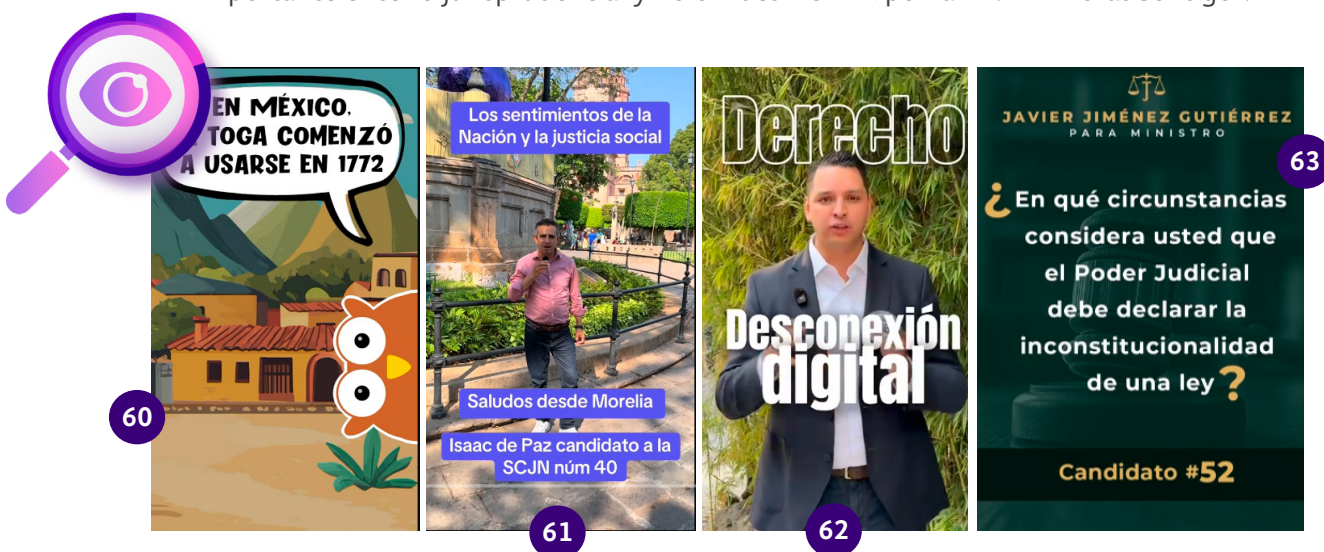 EN MÉXICO,
TOGA COMENZÓ
A USARSE EN 1772
60
Los sentimientos de la
Nación y la justicia social
Saludos desde Morelia
Isaac de Paz candidato a la
SCJN núm 40
61
Derecho
Desconexión
digital
62
JAVIER JIMÉNEZ GUTIÉRREZ
PARA MINISTRO
63
¿En qué circunstancias
considera usted que
el Poder Judicial
debe declarar la
inconstitucionalidad
de una ley?
Candidato #52